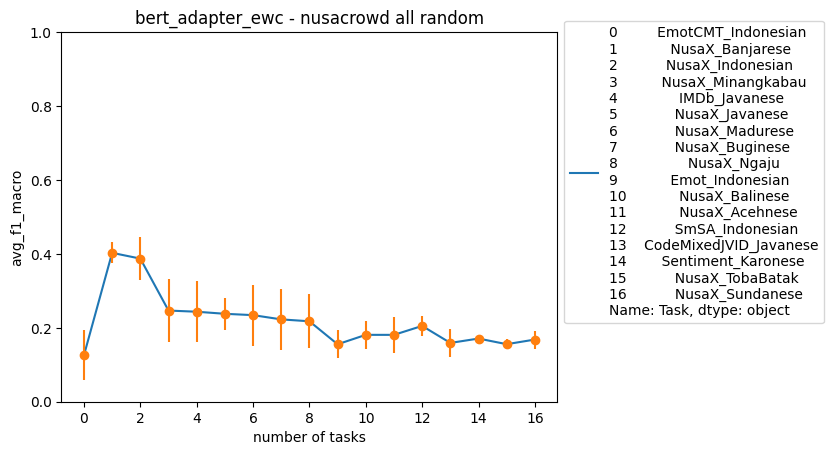 bert_adapter_ewc - nusacrowd all random
1.0
0.8
0.6
0.4
0.2
0.0
avg_f1_macro
0 2 4 6 8 10 12 14 16
number of tasks
0 EmotCMT_Indonesian
1 NusaX_Banjarese
2 NusaX_Indonesian
3 NusaX_Minangkabau
4 IMDb_Javanese
5 NusaX_Javanese
6 NusaX_Madurese
7 NusaX_Buginese
8 NusaX_Ngaju
9 Emot_Indonesian
10 NusaX_Balinese
11 NusaX_Acehnese
12 SmSA_Indonesian
13 CodeMixedJVID_Javanese
14 Sentiment_Karonese
15 NusaX_TobaBatak
16 NusaX_Sundanese
Name: Task, dtype: object